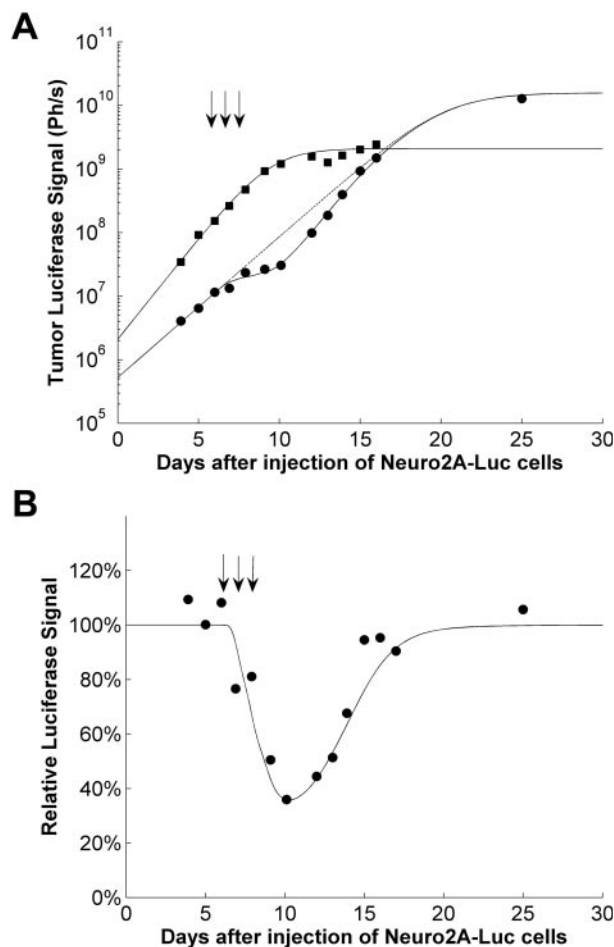 A
Tumor Luciferase Signal (Ph/s)
10^11
10^10
10^9
10^8
10^7
10^6
10^5
0 5 10 15 20 25 30
Days after injection of Neuro2A-Luc cells
B
Relative Luciferase Signal
120%
100%
80%
60%
40%
20%
0%
0 5 10 15 20 25 30
Days after injection of Neuro2A-Luc cells